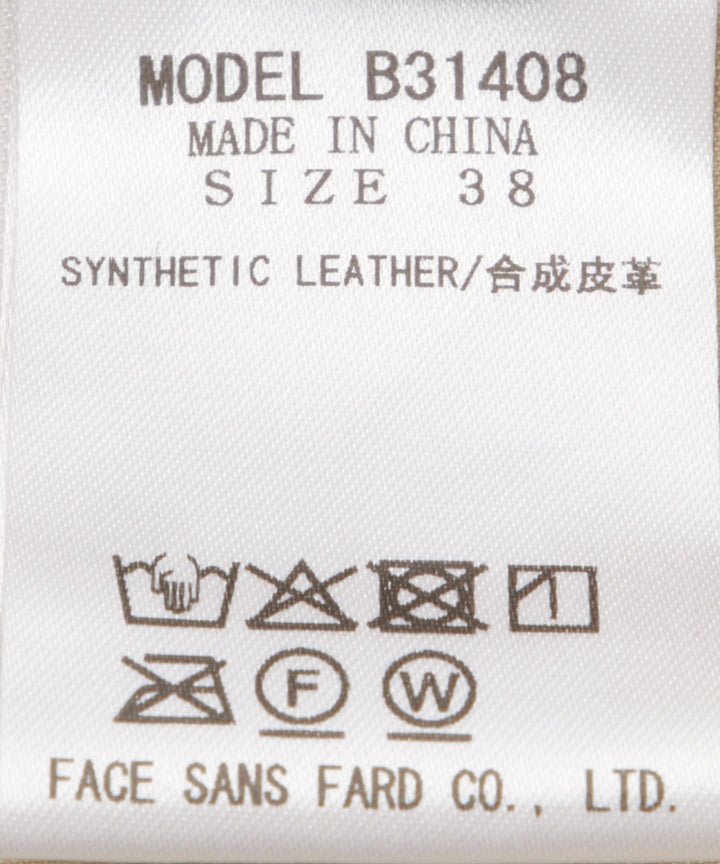 MODEL B31408
MADE IN CHINA
SIZE 38
SYNTHETIC LEATHER/合成皮革
F W
FACE SANS FARD CO., LTD.